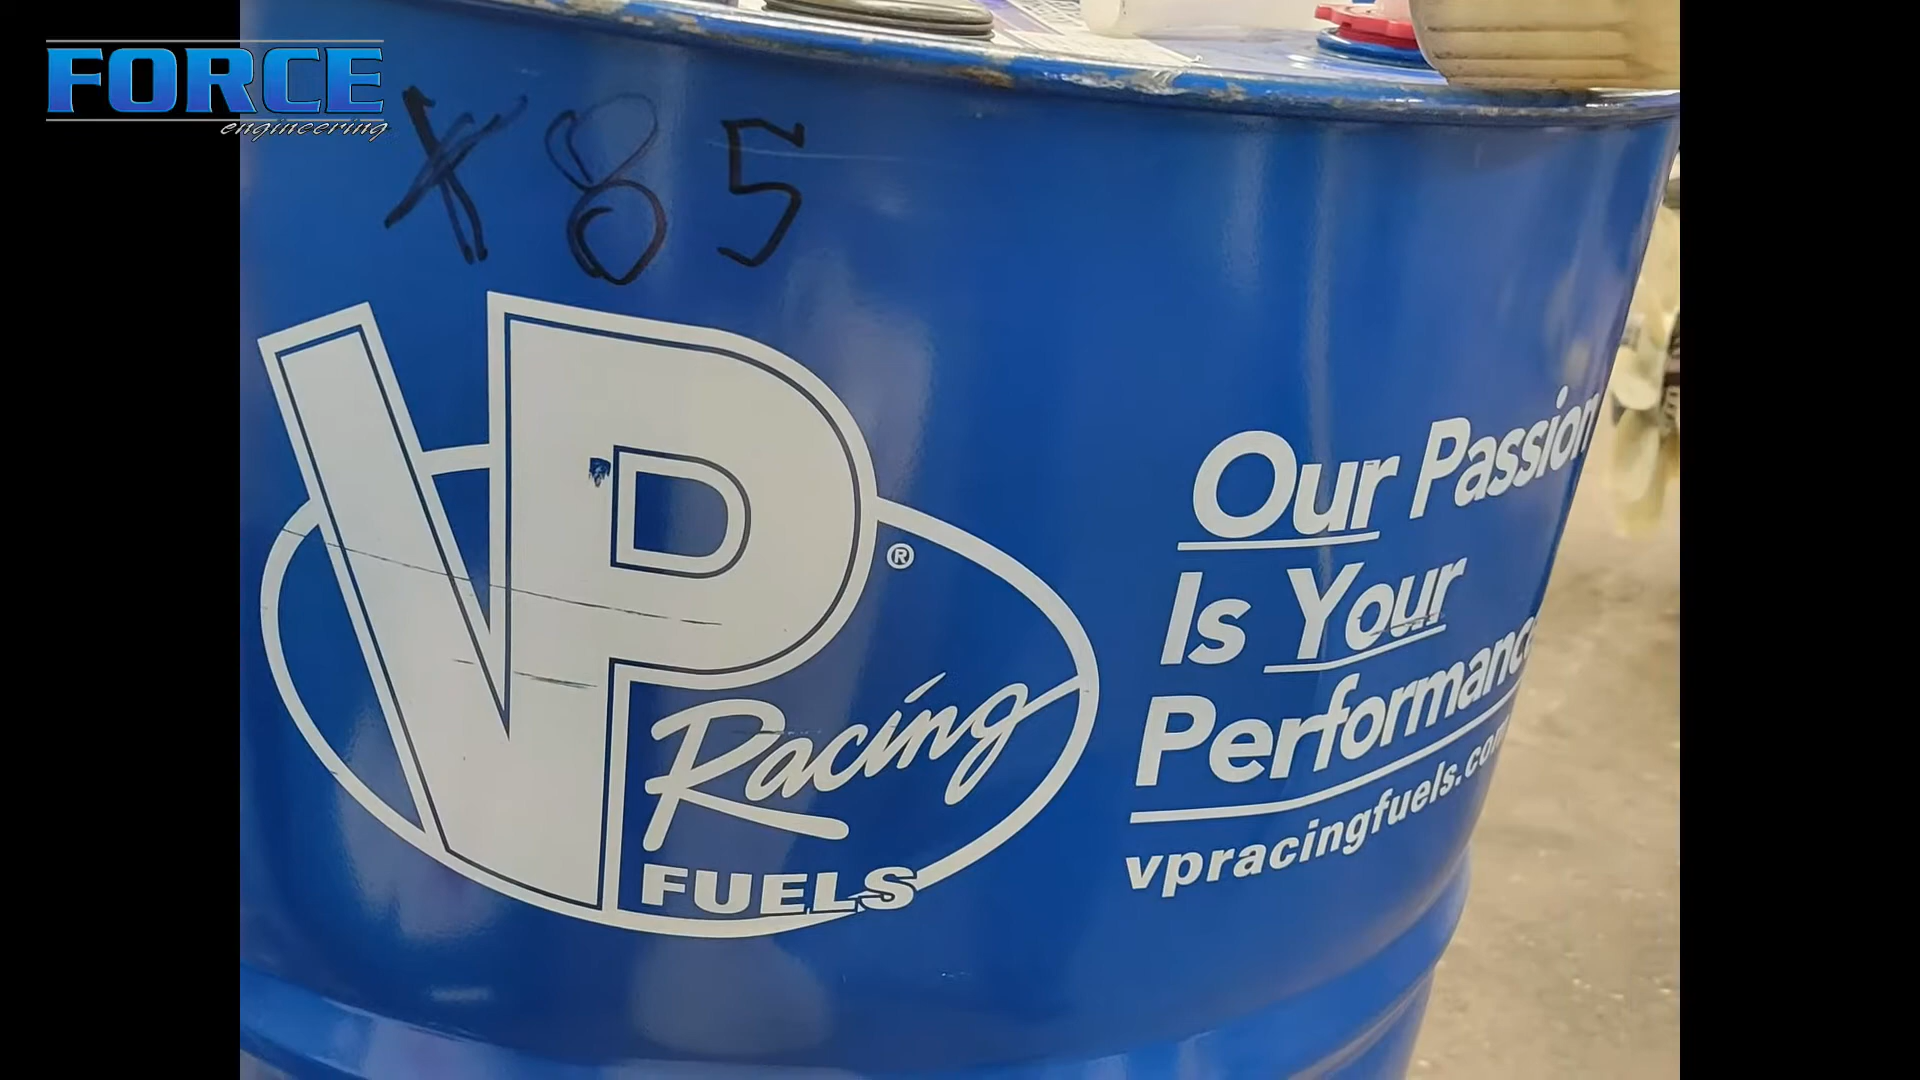 FORCE
engineering
X85
VP®
Racing
FUELS
Our Passion
Is Your
Performance
vpracingfuels.com